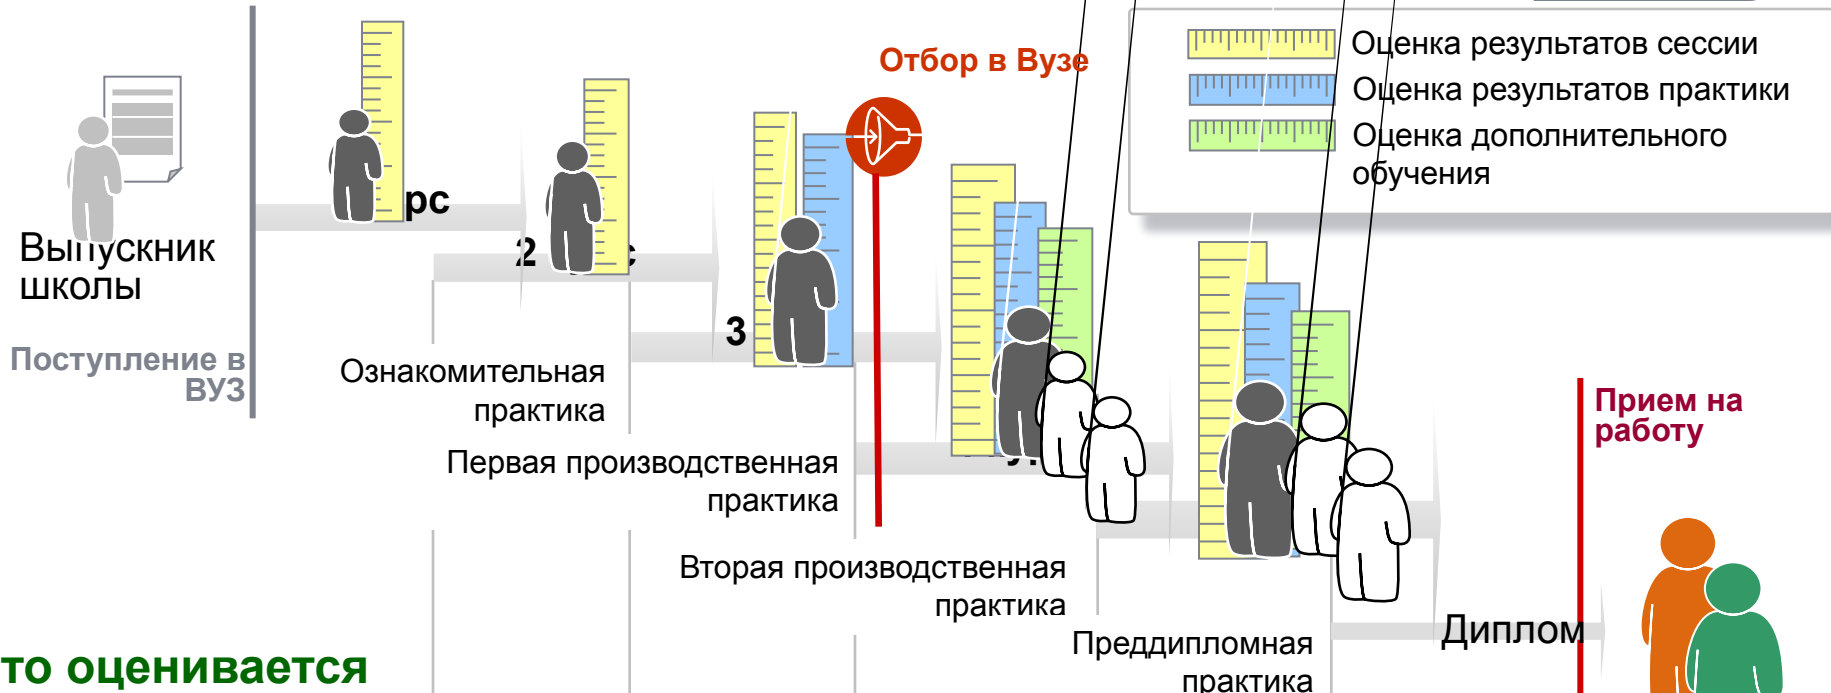 Отбор в Вузе
Оценка результатов сессии
Оценка результатов практики
Оценка дополнительного
обучения
рс
Выпускник
школы
2
3
Поступление в
ВУЗ
Ознакомительная
практика
Прием на
работу
Первая производственная
практика
Вторая производственная
практика
Диплом
Преддипломная
практика
то оценивается